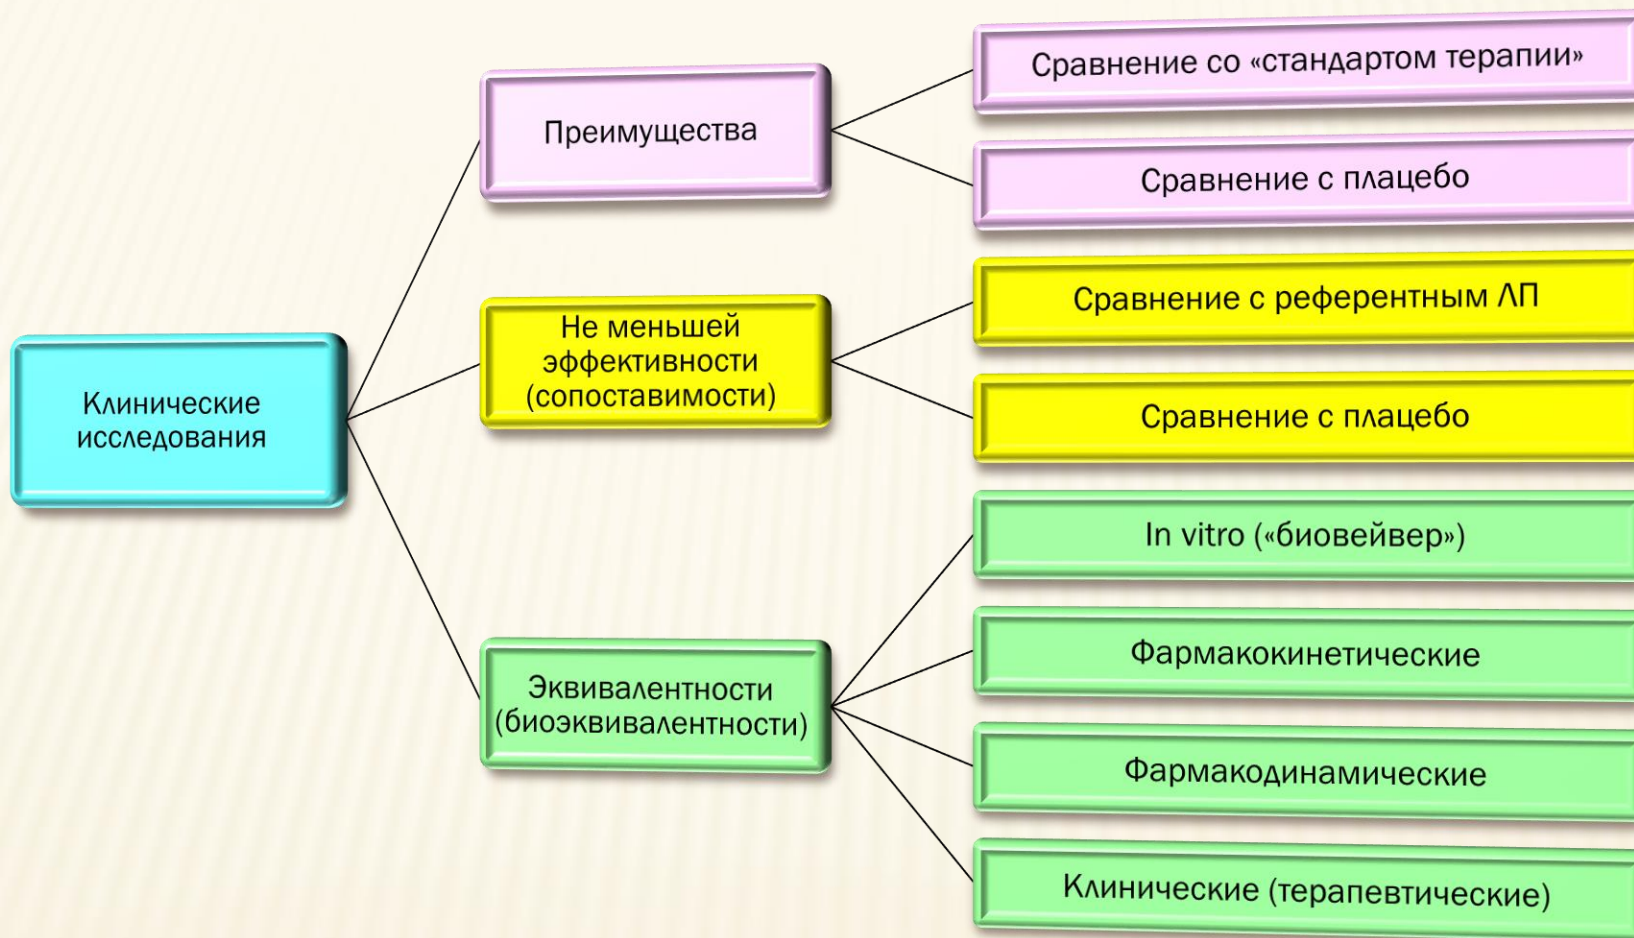 Клинические
исследования
Преимущества
Сравнение со «стандартом терапии»
Сравнение с плацебо
Не меньшей
эффективности
(сопоставимости)
Сравнение с референтным ЛП
Сравнение с плацебо
Эквивалентности
(биоэквивалентности)
In vitro («биовейвер»)
Фармакокинетические
Фармакодинамические
Клинические (терапевтические)